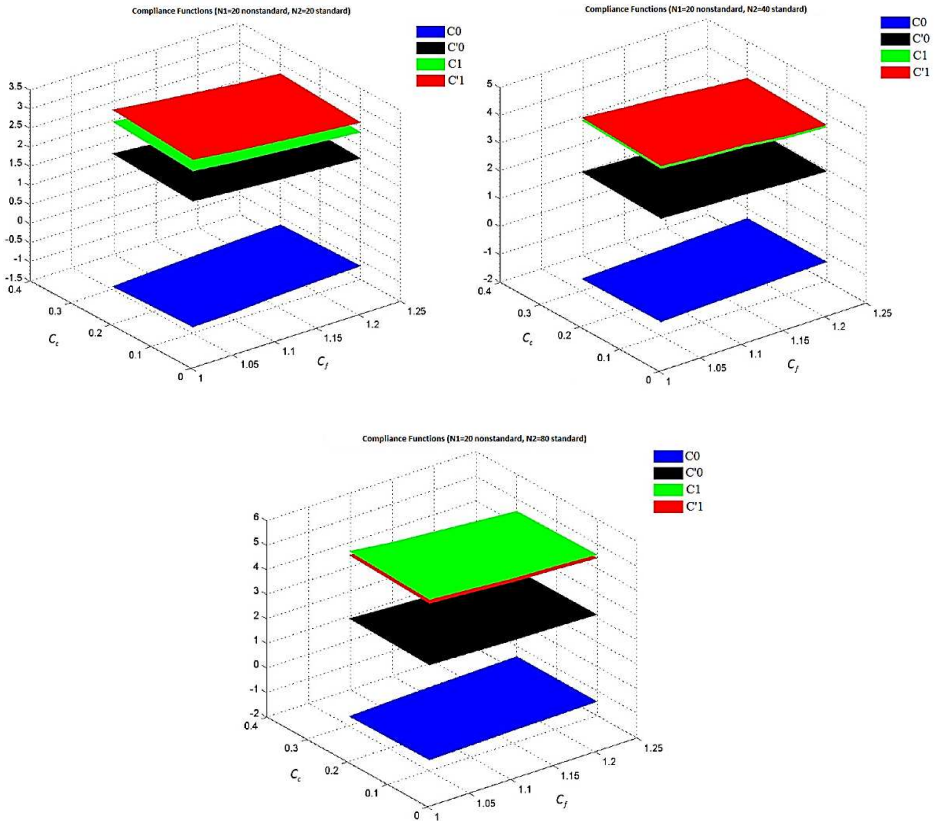 Compliance Functions (N1=20 nonstandard, N2=20 standard)
C0
C'0
C1
C'1
3.5
3
2.5
2
1.5
1
0.5
0
-0.5
-1
-1.5
0.4
0.3
0.2
0.1
0
Cc
1
1.05
1.1
1.15
1.2
1.25
Cf
Compliance Functions (N1=20 nonstandard, N2=40 standard)
C0
C'0
C1
C'1
5
4
3
2
1
0
-1
-2
0.4
0.3
0.2
0.1
0
Cc
1
1.05
1.1
1.15
1.2
1.25
Cf
Compliance Functions (N1=20 nonstandard, N2=80 standard)
C0
C'0
C1
C'1
6
5
4
3
2
1
0
-1
-2
0.4
0.3
0.2
0.1
0
Cc
1
1.05
1.1
1.15
1.2
1.25
Cf